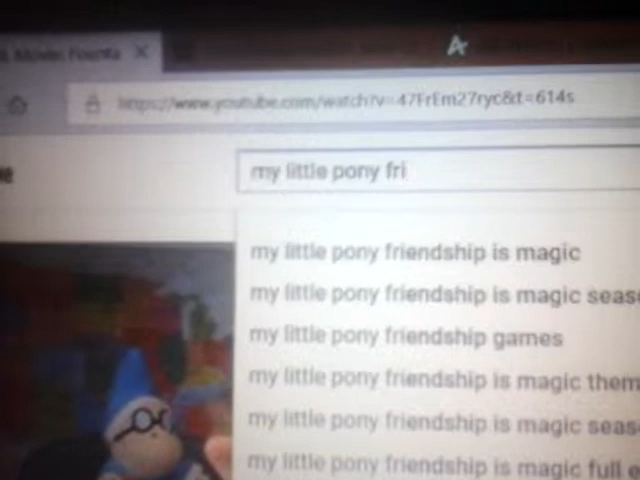 Movie: Founta
https://www.youtube.com/watch?v=47FrEm27ryc&t=614s
e
my little pony fri
my little pony friendship is magic
my little pony friendship is magic seas
my little pony friendship games
my little pony friendship is magic them
my little pony friendship is magic seas
my little pony friendship is magic full e